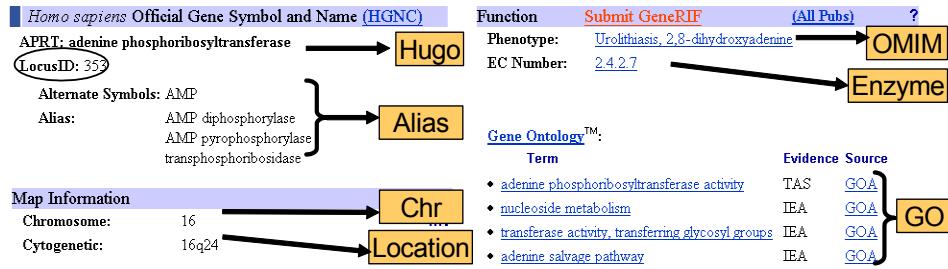 Homo sapiens Official Gene Symbol and Name (HGNC)
APRT: adenine phosphoribosyltransferase
Hugo
LocusID: 353
Alternate Symbols: AMP
Alias: AMP diphosphorylase
AMP pyrophosphorylase
transphosphoribosidase
Alias
Map Information
Chromosome: 16
Chr
Cytogenetic: 16q24
Location
Function Submit GeneRIF (All Pubs) ?
Phenotype: Urolithiasis, 2,8-dihydroxyadenine
OMIM
EC Number: 2.4.2.7
Enzyme
Gene Ontology™:
Term Evidence Source
adenine phosphoribosyltransferase activity TAS GOA
nucleoside metabolism IEA GOA
transferase activity, transferring glycosyl groups IEA GOA
adenine salvage pathway IEA GOA
GO